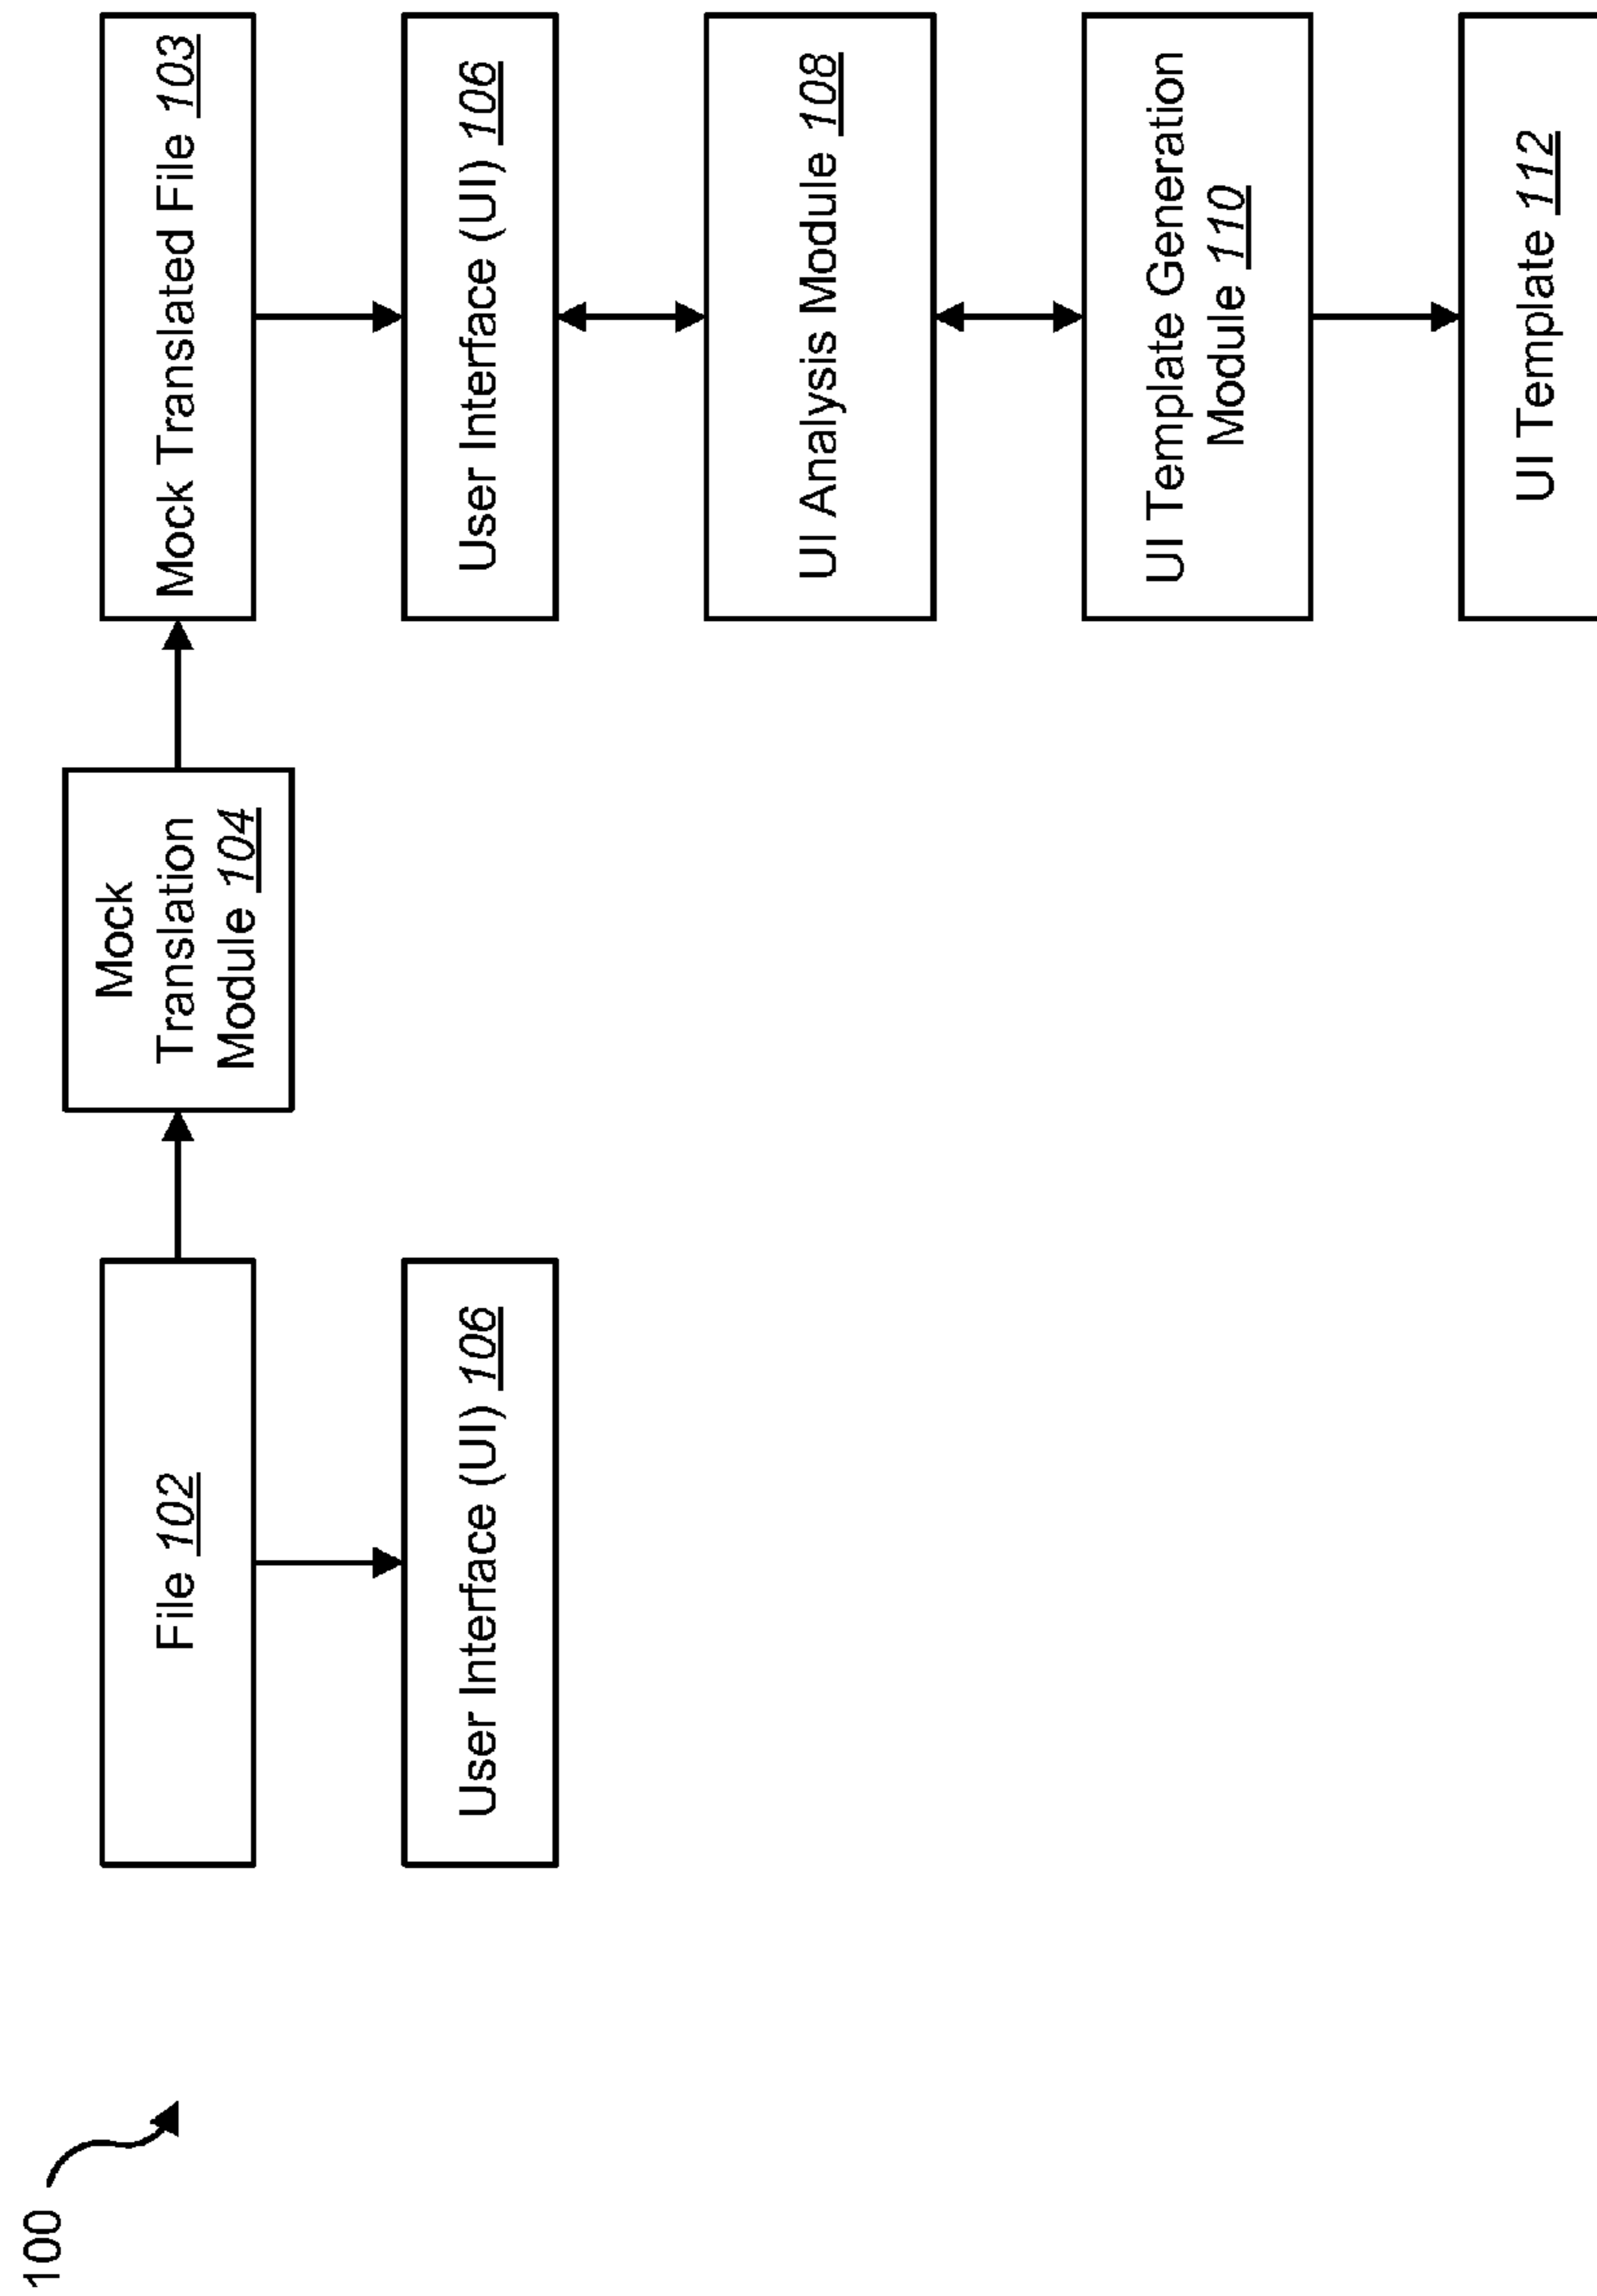 100
File 102
User Interface (UI) 106
Mock
Translation
Module 104
Mock Translated File 103
User Interface (UI) 106
UI Analysis Module 108
UI Template Generation
Module 110
UI Template 112